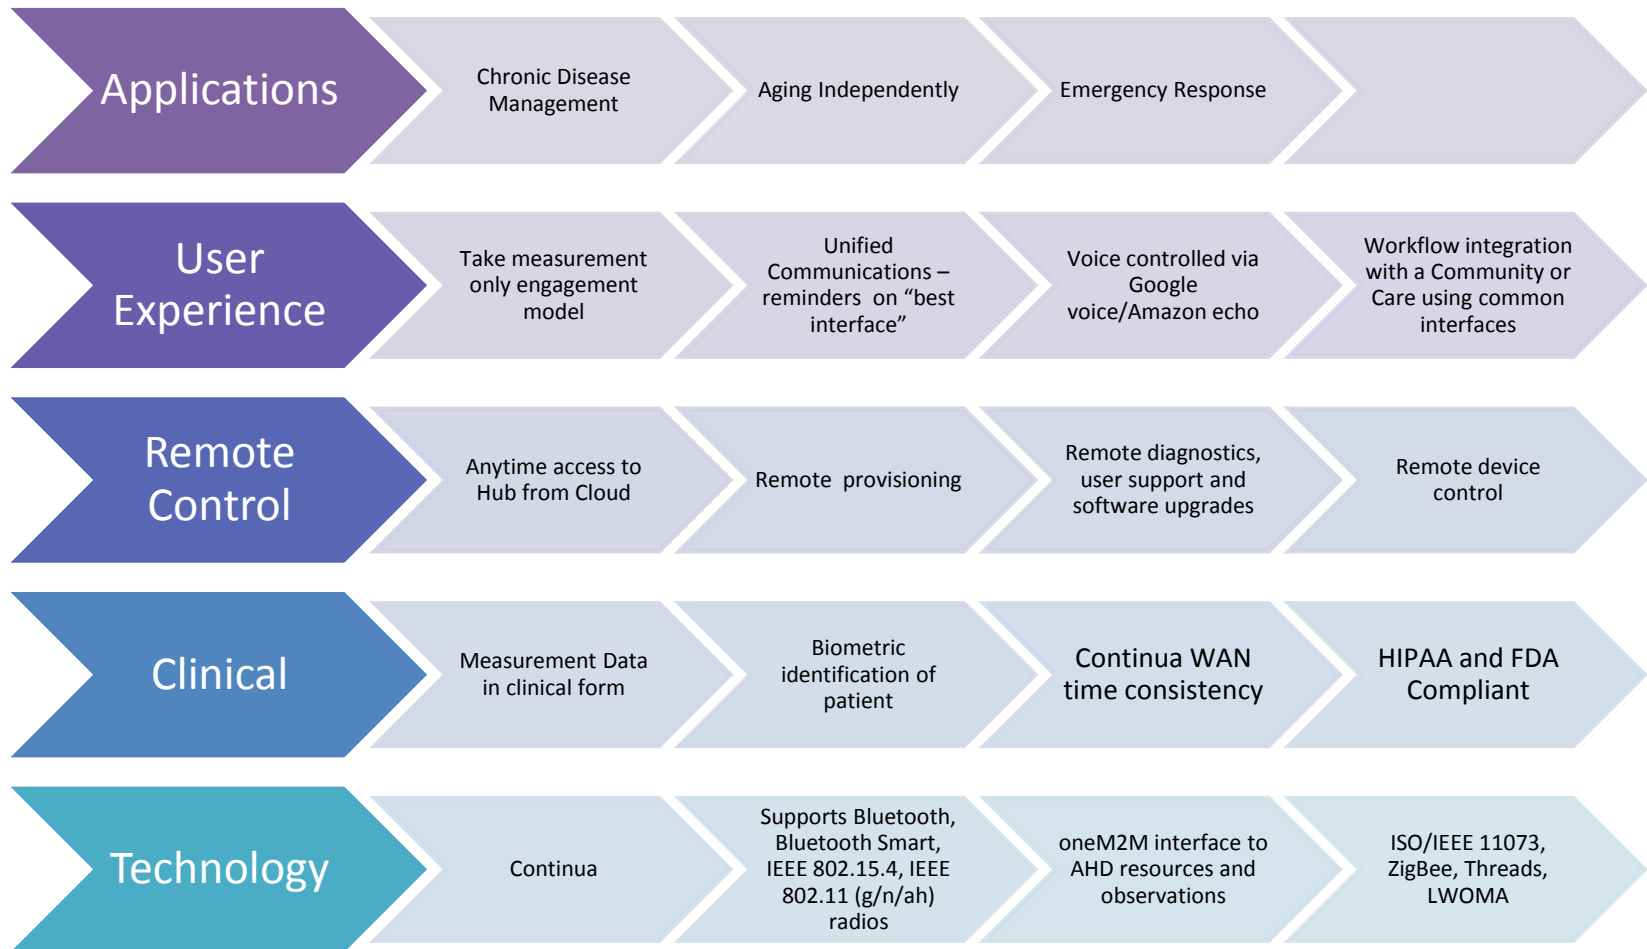 Applications
Chronic Disease
Management
Aging Independently
Emergency Response
User
Experience
Take measurement
only engagement
model
Unified
Communications –
reminders on “best
interface”
Voice controlled via
Google
voice/Amazon echo
Workflow integration
with a Community or
Care using common
interfaces
Remote
Control
Anytime access to
Hub from Cloud
Remote provisioning
Remote diagnostics,
user support and
software upgrades
Remote device
control
Clinical
Measurement Data
in clinical form
Biometric
identification of
patient
Continua WAN
time consistency
HIPAA and FDA
Compliant
Technology
Continua
Supports Bluetooth,
Bluetooth Smart,
IEEE 802.15.4, IEEE
802.11 (g/n/ah)
radios
oneM2M interface to
AHD resources and
observations
ISO/IEEE 11073,
ZigBee, Threads,
LWOMA